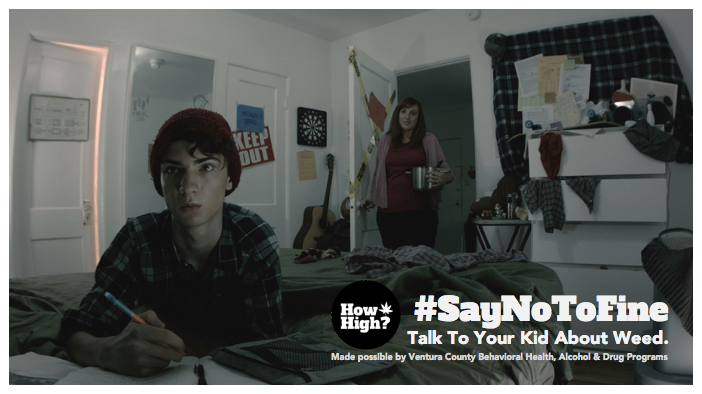 KEEP
OUT
How
High?
#SayNoToFine
Talk To Your Kid About Weed.
Made possible by Ventura County Behavioral Health, Alcohol & Drug Programs